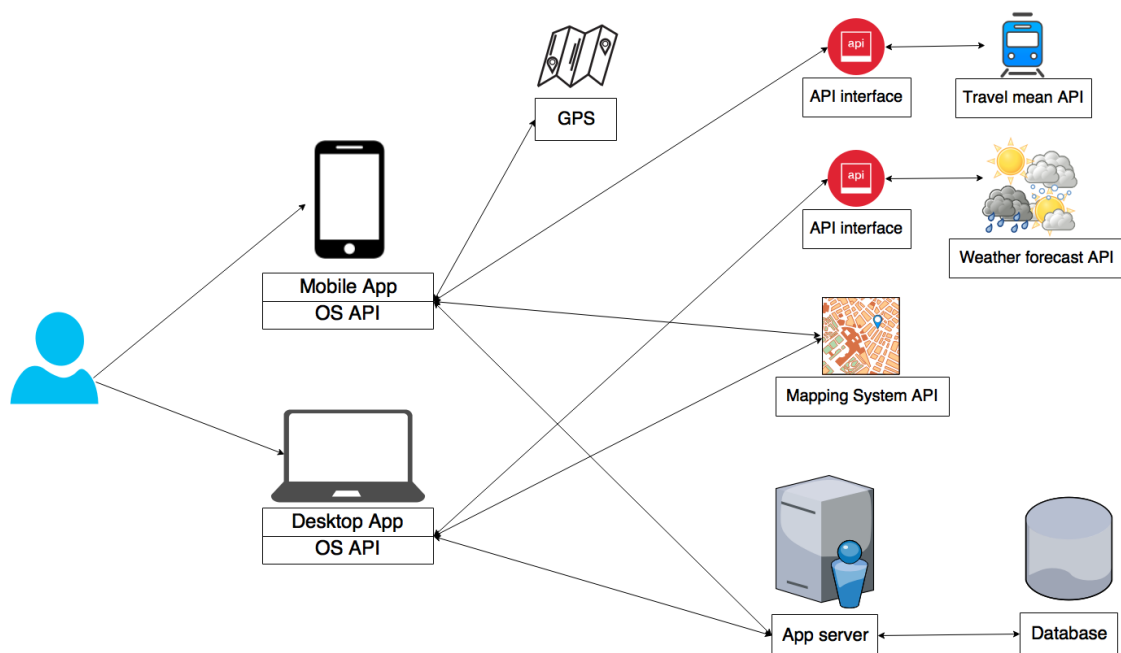 api
API interface
Travel mean API
GPS
api
API interface
Weather forecast API
Mobile App
OS API
Mapping System API
Desktop App
OS API
App server
Database